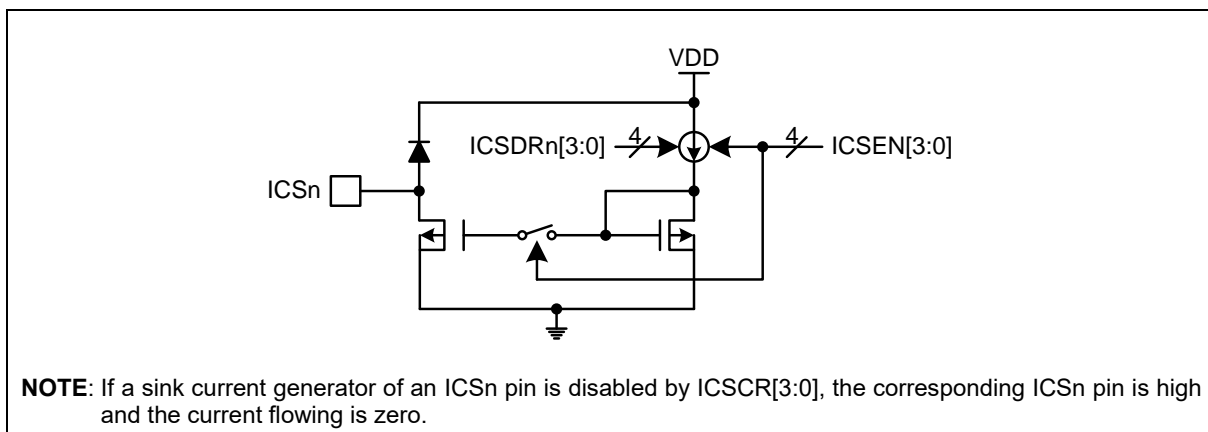 VDD
ICSDRn[3:0]
4
4
ICSEN[3:0]
ICSn
NOTE: If a sink current generator of an ICSn pin is disabled by ICSCR[3:0], the corresponding ICSn pin is high
and the current flowing is zero.